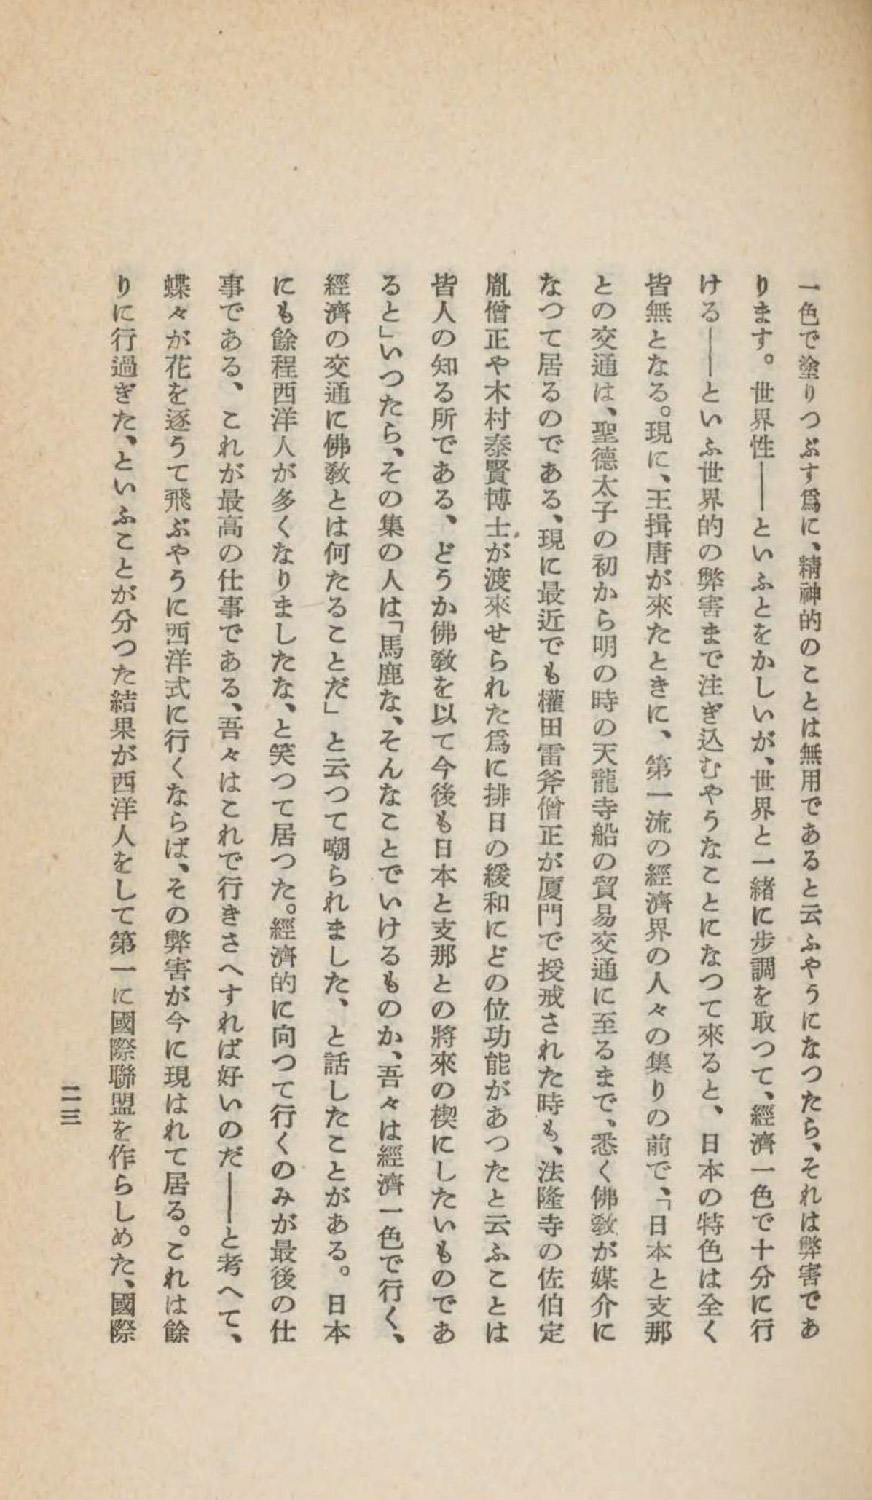 一色で塗りつぶす爲に、精神的のことは無用であると云ふやうになつたら、それは弊害であ
ります。世界性――といふとをかしいが、世界と一緒に步調を取つて、經濟一色で十分に行
ける――といふ世界的の弊害まで注ぎ込むやうなことになつて來ると、日本の特色は全く
皆無となる。現に、王揖唐が來たときに、第一流の經濟界の人々の集りの前で、「日本と支那
との交通は、聖德太子の初から明の時の天龍寺船の貿易交通に至るまで、悉く佛敎が媒介に
なつて居るのである、現に最近でも權田雷斧僧正が厦門で授戒された時も、法隆寺の佐伯定
胤僧正や木村泰賢博士が渡來せられた爲に排日の緩和にどの位功能があつたと云ふことは
皆人の知る所である、どうか佛敎を以て今後も日本と支那との將來の楔にしたいものであ
ると」いつたら、その集の人は「馬鹿な、そんなことでいけるものか、吾々は經濟一色で行く、
經濟の交通に佛敎とは何たることだ」と云つて嘲られました、と話したことがある。日本
にも餘程西洋人が多くなりましたな、と笑つて居つた。經濟的に向つて行くのみが最後の仕
事である、これが最高の仕事である、吾々はこれで行きさへすれば好いのだ――と考へて、
蝶々が花を逐うて飛ぶやうに西洋式に行くならば、その弊害が今に現はれて居る。これは餘
りに行過ぎた、といふことが分つた結果が西洋人をして第一に國際聯盟を作らしめた、國際
二三